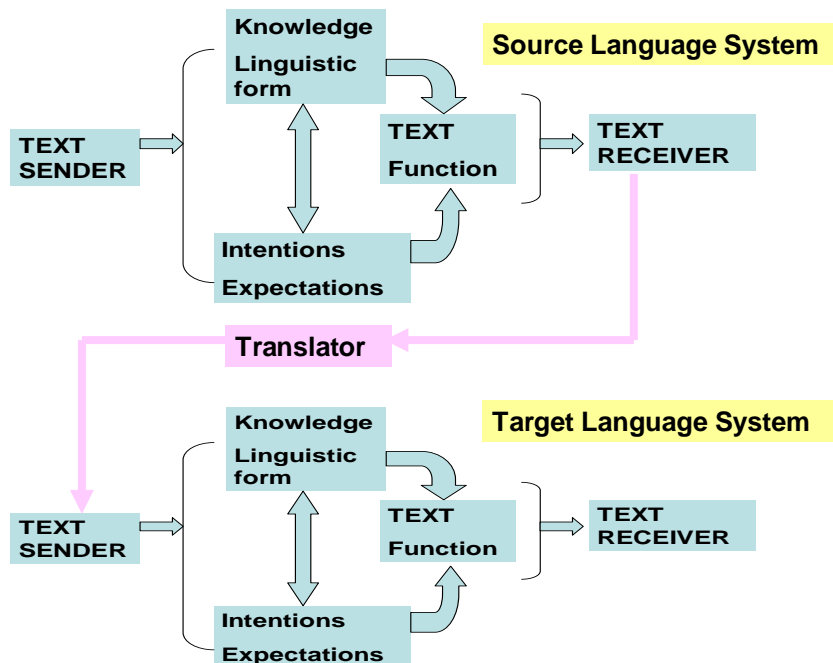 Knowledge
Linguistic
form
Source Language System
TEXT
SENDER
TEXT
Function
TEXT
RECEIVER
Intentions
Expectations
Translator
Knowledge
Linguistic
form
Target Language System
TEXT
SENDER
TEXT
Function
TEXT
RECEIVER
Intentions
Expectations